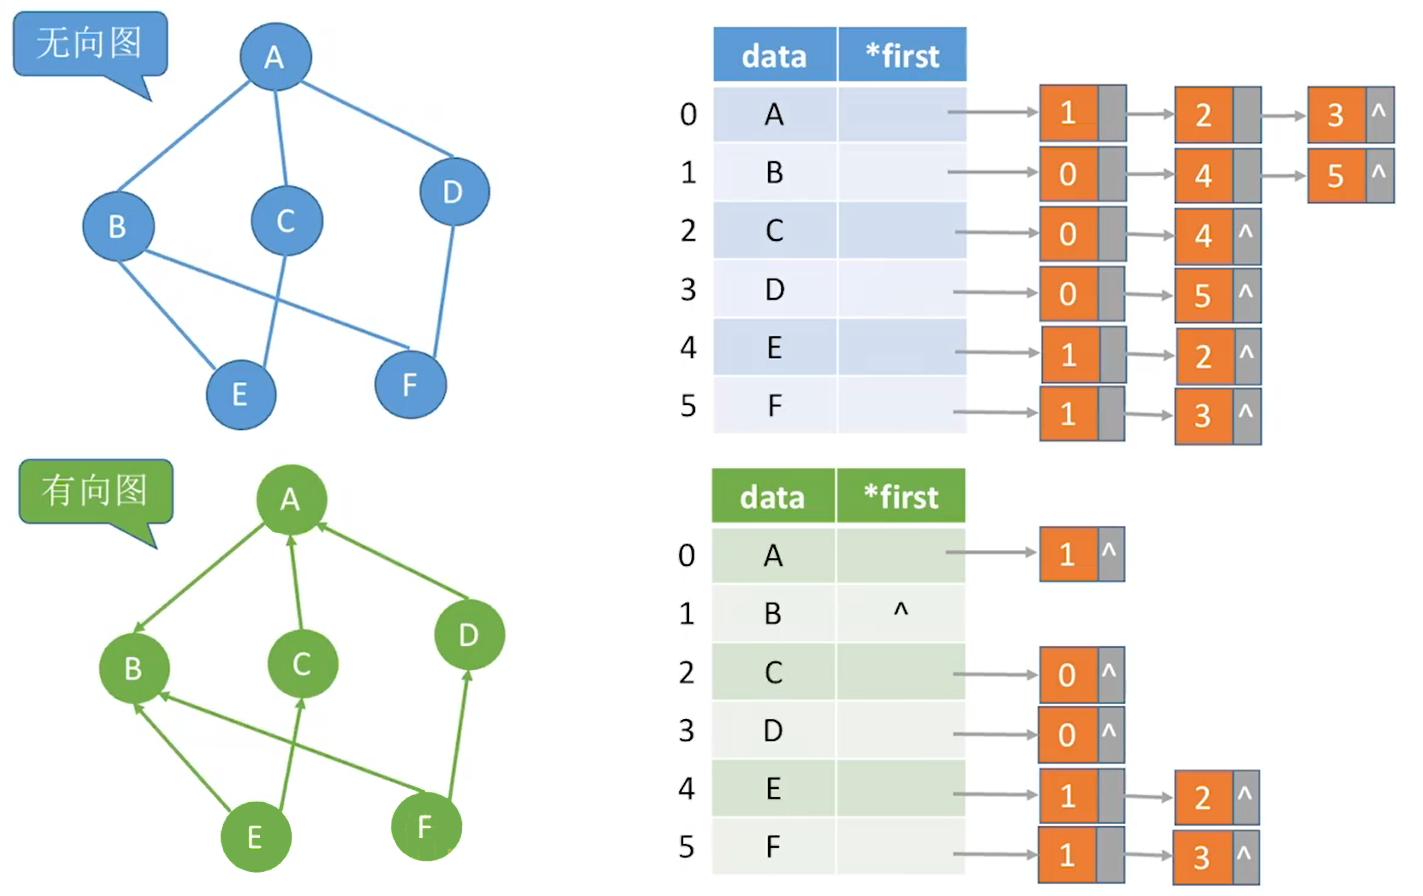 无向图
A
B
C
D
E
F
data *first
0 A 1 2 3 ^
1 B 0 4 5 ^
2 C 0 4 ^
3 D 0 5 ^
4 E 1 2 ^
5 F 1 3 ^
有向图
A
B
C
D
E
F
data *first
0 A 1 ^
1 B ^
2 C 0 ^
3 D 0 ^
4 E 1 2 ^
5 F 1 3 ^